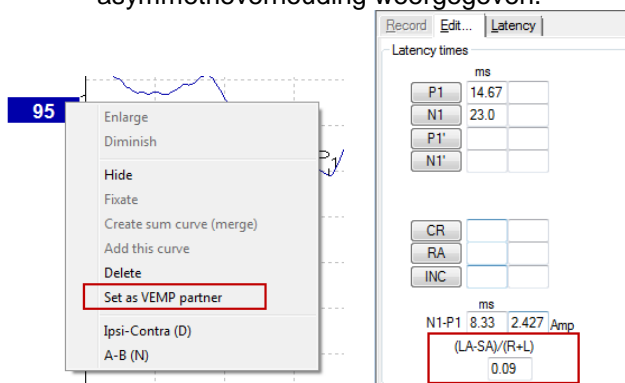 asymmetrieverhouding weergegeven.
95
Enlarge
Diminish
Hide
Fixate
Create sum curve (merge)
Add this curve
Delete
Set as VEMP partner
Ipsi-Contra (D)
A-B (N)
Record Edit... Latency
Latency times
ms
P1 14.67
N1 23.0
P1'
N1'
CR
RA
INC
ms
N1-P1 8.33 2.427 Amp
(LA-SA)/(R+L)
0.09